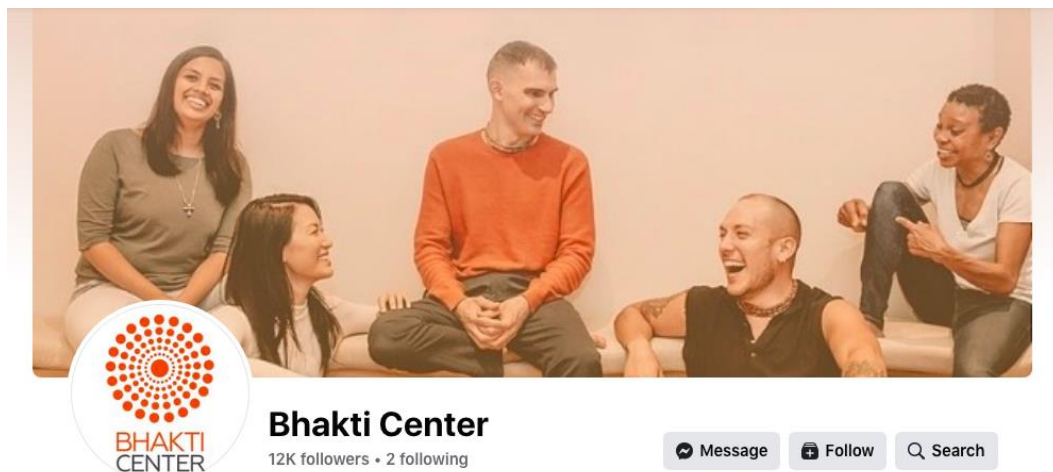 BHAKTI
CENTER
Bhakti Center
12K followers • 2 following
Message
Follow
Search